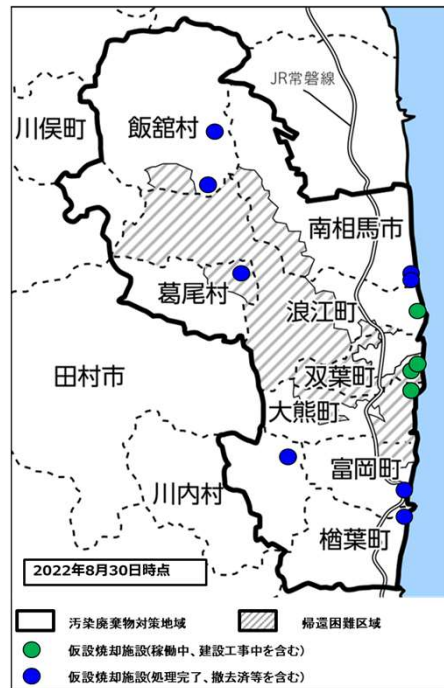 JR常磐線
川俣町
飯舘村
南相馬市
葛尾村
浪江町
田村市
双葉町
大熊町
富岡町
川内村
楢葉町
2022年8月30日時点
汚染廃棄物対策地域
帰還困難区域
仮設焼却施設(稼働中、建設工事中を含む)
仮設焼却施設(処理完了、撤去済等を含む)